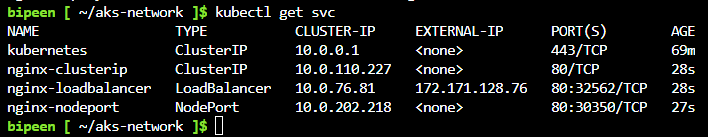 bipeen [ ~/aks-network ]$ kubectl get svc
NAME TYPE CLUSTER-IP EXTERNAL-IP PORT(S) AGE
kubernetes ClusterIP 10.0.0.1 <none> 443/TCP 69m
nginx-clusterip ClusterIP 10.0.110.227 <none> 80/TCP 28s
nginx-loadbalancer LoadBalancer 10.0.76.81 172.171.128.76 80:32562/TCP 28s
nginx-nodeport NodePort 10.0.202.218 <none> 80:30350/TCP 27s
bipeen [ ~/aks-network ]$